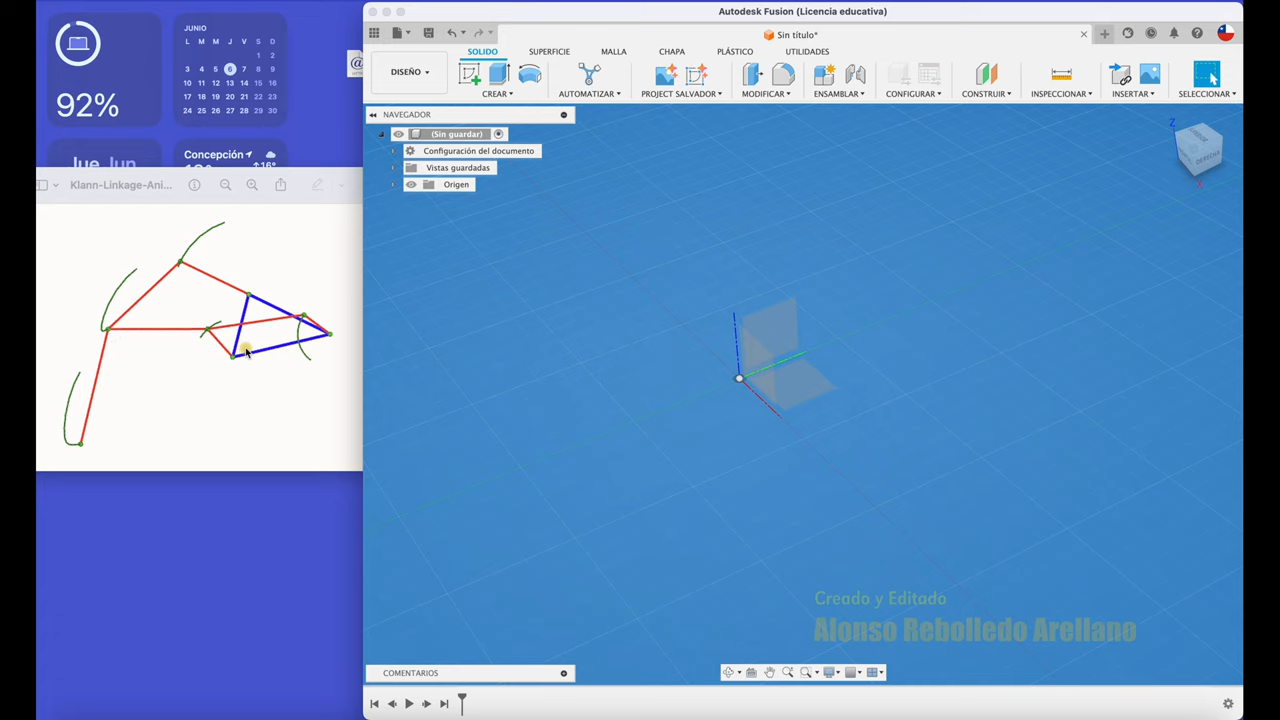 Autodesk Fusion (Licencia educativa)
Sin título*
92%
JUNIO
L M M J V S D
1 2
3 4 5 6 7 8 9
10 11 12 13 14 15 16
17 18 19 20 21 22 23
24 25 26 27 28 29 30
Concepción
16°
SOLIDO SUPERFICIE MALLA CHAPA PLÁSTICO UTILIDADES
DISEÑO
CREAR AUTOMATIZAR PROJECT SALVADOR MODIFICAR ENSAMBLAR CONFIGURAR CONSTRUIR INSPECCIONAR INSERTAR SELECCIONAR
NAVEGADOR
(Sin guardar)
Configuración del documento
Vistas guardadas
Origen
Z
DERECHA
X
Klann-Linkage-Ani...
Creado y Editado
Alonso Rebolledo Arellano
COMENTARIOS